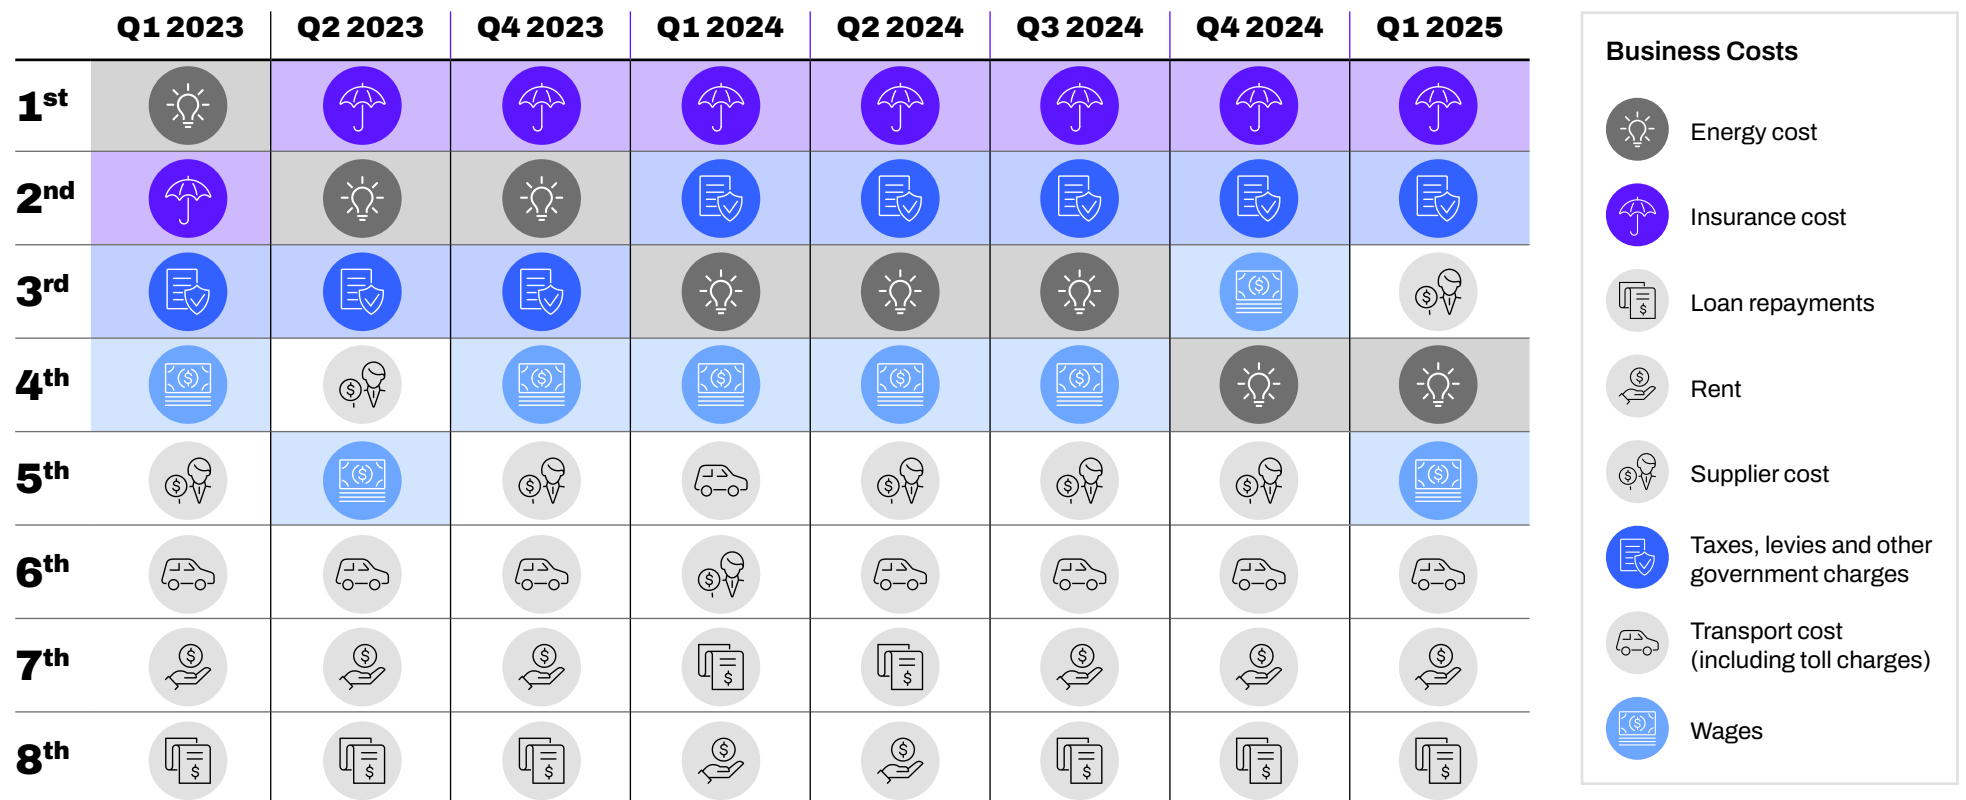 Q1 2023 Q2 2023 Q4 2023 Q1 2024 Q2 2024 Q3 2024 Q4 2024 Q1 2025
1st
2nd
3rd
4th
5th
6th
7th
8th
Business Costs
Energy cost
Insurance cost
Loan repayments
Rent
Supplier cost
Taxes, levies and other
government charges
Transport cost
(including toll charges)
Wages